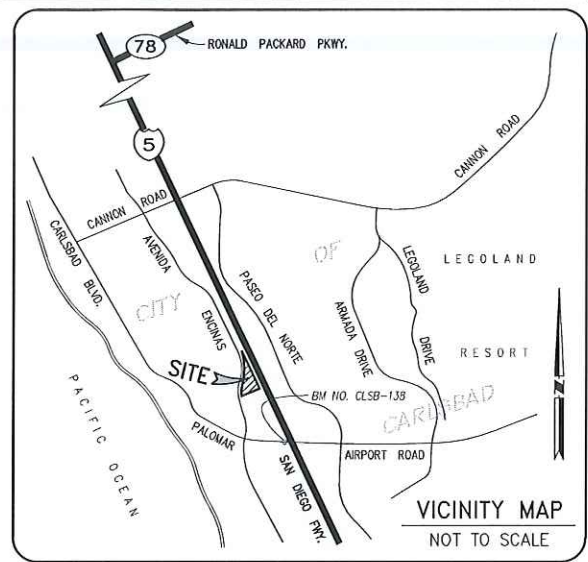 78
RONALD PACKARD PKWY.
5
CANNON ROAD
CANNON ROAD
CARLSBAD BLVD.
AVENIDA
ENCINAS
PASEO DEL NORTE
OF
LEGOLAND
DRIVE
LEGOLAND
RESORT
CITY
ARMADA DRIVE
SITE
BM NO. CLSB-138
CARLSBAD
PACIFIC OCEAN
PALOMAR
AIRPORT ROAD
SAN DIEGO FWY.
N
VICINITY MAP
NOT TO SCALE